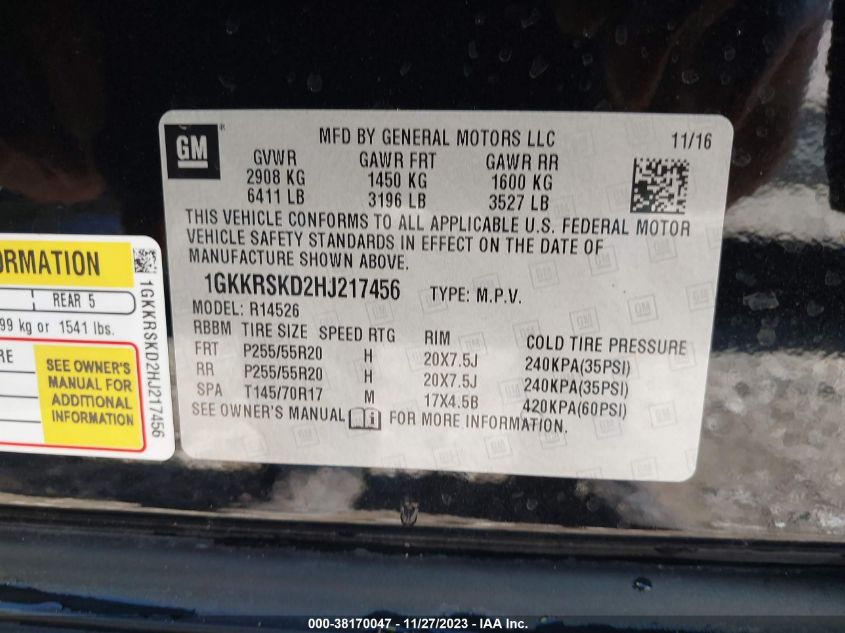 GM
MFD BY GENERAL MOTORS LLC 11/16
GVWR GAWR FRT GAWR RR
2908 KG 1450 KG 1600 KG
6411 LB 3196 LB 3527 LB
THIS VEHICLE CONFORMS TO ALL APPLICABLE U.S. FEDERAL MOTOR
VEHICLE SAFETY STANDARDS IN EFFECT ON THE DATE OF
MANUFACTURE SHOWN ABOVE.
1GKKRSKD2HJ217456 TYPE: M.P.V.
MODEL: R14526
RBBM TIRE SIZE SPEED RTG RIM COLD TIRE PRESSURE
FRT P255/55R20 H 20X7.5J 240KPA(35PSI)
RR P255/55R20 H 20X7.5J 240KPA(35PSI)
SPA T145/70R17 M 17X4.5B 420KPA(60PSI)
SEE OWNER'S MANUAL FOR MORE INFORMATION.
REAR 5
kg or 1541 lbs.
SEE OWNER'S
MANUAL FOR
ADDITIONAL
INFORMATION
1GKKRSKD2HJ217456
000-38170047 - 11/27/2023 - IAA Inc.